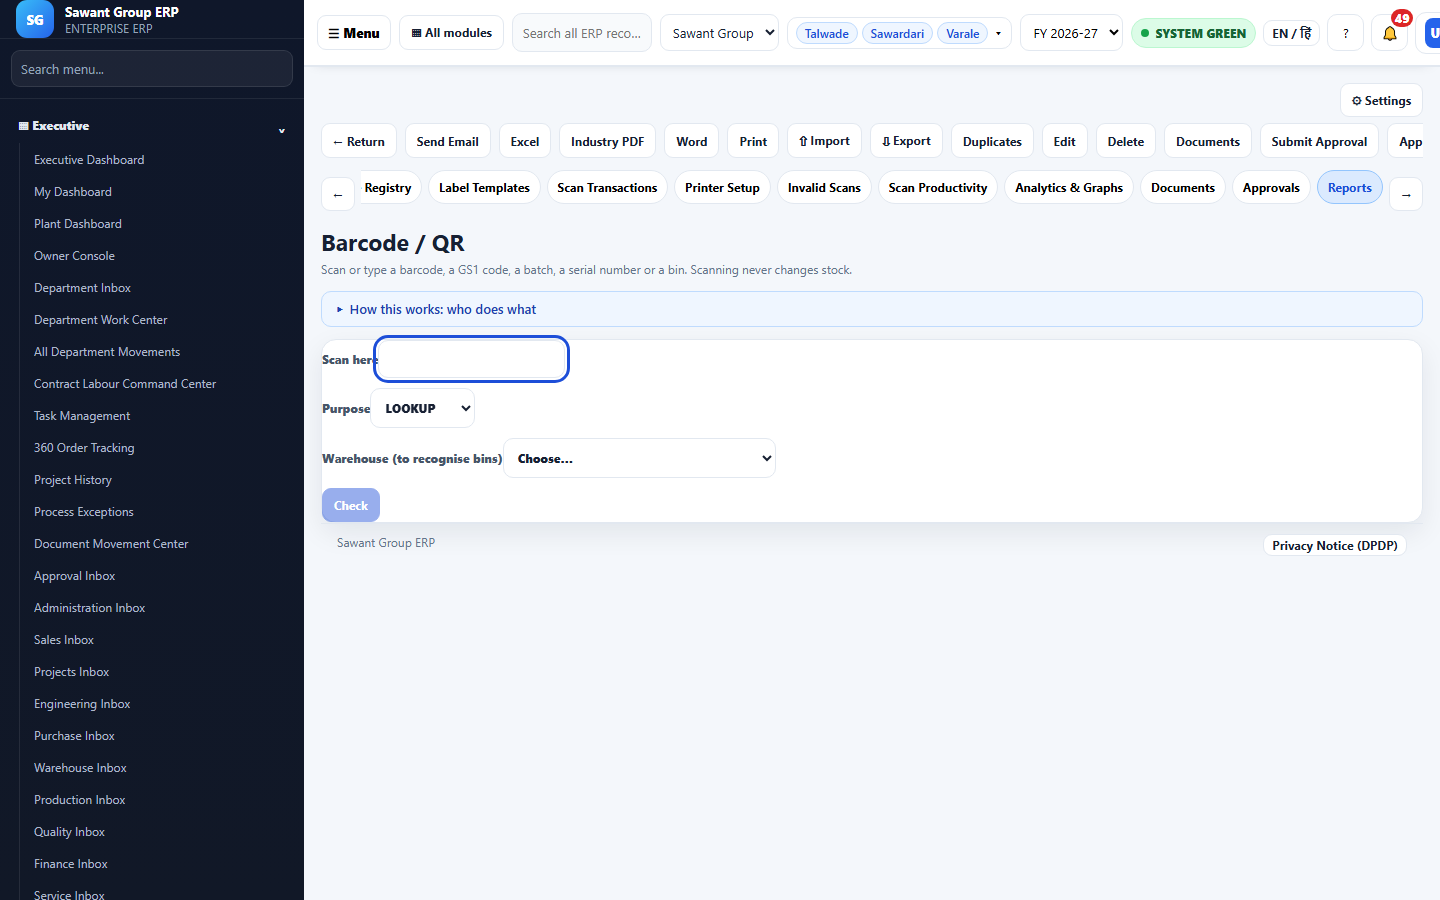 SG
Sawant Group ERP
ENTERPRISE ERP
Search menu...
Executive
Executive Dashboard
My Dashboard
Plant Dashboard
Owner Console
Department Inbox
Department Work Center
All Department Movements
Contract Labour Command Center
Task Management
360 Order Tracking
Project History
Process Exceptions
Document Movement Center
Approval Inbox
Administration Inbox
Sales Inbox
Projects Inbox
Engineering Inbox
Purchase Inbox
Warehouse Inbox
Production Inbox
Quality Inbox
Finance Inbox
Service Inbox
☰ Menu
All modules
Search all ERP reco...
Sawant Group
Talwade
Sawardari
Varale
FY 2026-27
SYSTEM GREEN
EN / हिं
?
49
U
⚙ Settings
← Return
Send Email
Excel
Industry PDF
Word
Print
⇧ Import
⇩ Export
Duplicates
Edit
Delete
Documents
Submit Approval
App
←
Registry
Label Templates
Scan Transactions
Printer Setup
Invalid Scans
Scan Productivity
Analytics & Graphs
Documents
Approvals
Reports
→
Barcode / QR
Scan or type a barcode, a GS1 code, a batch, a serial number or a bin. Scanning never changes stock.
▸ How this works: who does what
Scan here
Purpose LOOKUP
Warehouse (to recognise bins) Choose...
Check
Sawant Group ERP
Privacy Notice (DPDP)